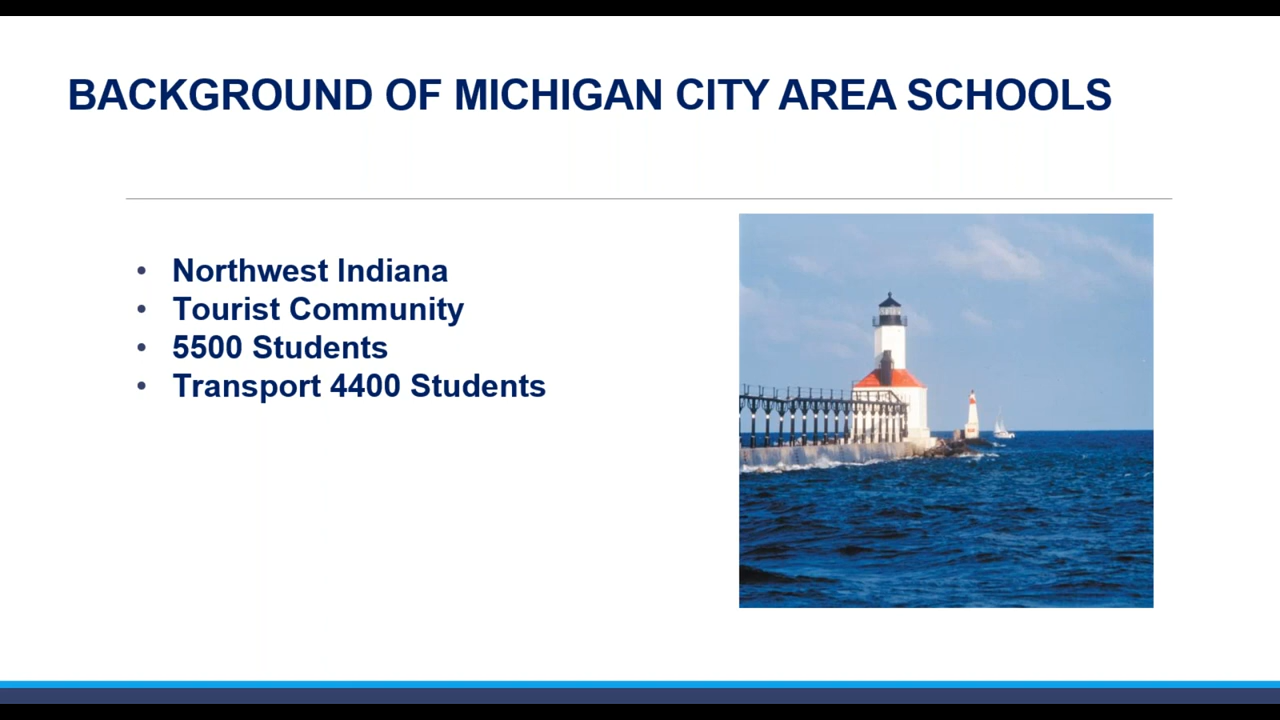 BACKGROUND OF MICHIGAN CITY AREA SCHOOLS
• Northwest Indiana
• Tourist Community
• 5500 Students
• Transport 4400 Students